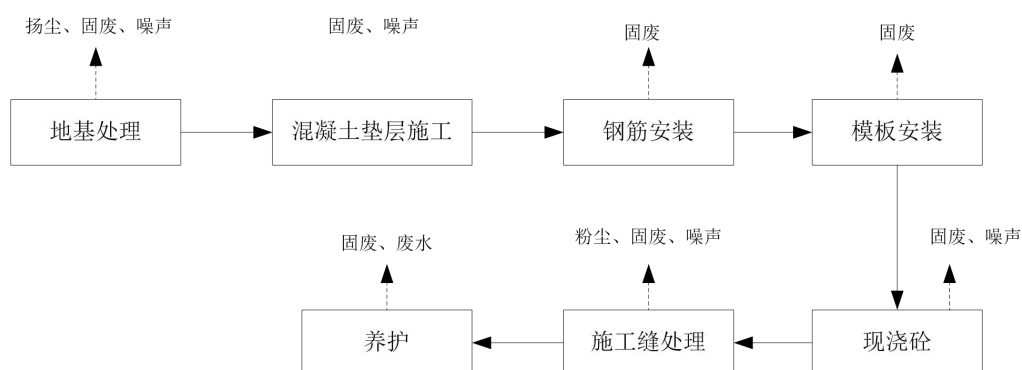 扬尘、固废、噪声
固废、噪声
固废
固废
地基处理
混凝土垫层施工
钢筋安装
模板安装
固废、废水
粉尘、固废、噪声
固废、噪声
养护
施工缝处理
现浇砼